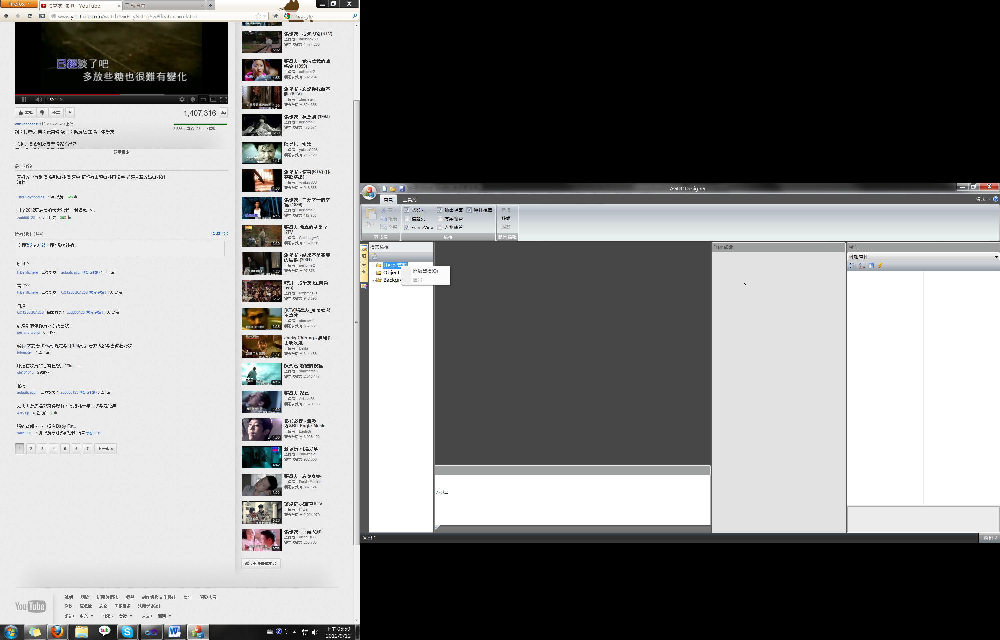 Firefox
張學友-咖啡 - YouTube
新分頁
www.youtube.com/watch?v=FI_yNcI1q6w&feature=related
Google
已經淡了吧
多放些糖也很難有變化
1:59 / 4:04
喜歡
分享
1,407,316
chickenhead113 於 2007-11-23 上傳
3,586 人喜歡, 28 人不喜歡
詞：何啟弘 曲：黃韻玲 編曲：吳慶隆 主唱：張學友
太濃了吧 否則怎會苦得說不出話
顯示更多
最佳評論
真好的一首歌 歌名叫咖啡 歌詞中 卻沒有出現咖啡兩個字 卻讓人聽的出咖啡的
涵義
TheBBoynoodles 1 年 以前 328
到了2012還在聽的大大給我一個讚囉 :> .
zodd00123 4 個月以前 308
所有評論 (144)
查看全部
立即登入或申請，即可發表評論！
所以 ?
HiDe Michelle 回覆對象： asbsification (顯示評論) 1 天 以前
罵 ???
HiDe Michelle 回覆對象： QQ1258QQ1258 (顯示評論) 1 天 以前
白爛
QQ1258QQ1258 回覆對象： zodd00123 (顯示評論) 1 天 以前
幼嫩期的张钧甯耶！我喜欢！
pei ning wong 6 天以前
@@ 之前看才9x萬 現在都到138萬了 看來大家都喜歡聽好歌
totomoter 1 週 以前
聽這首歌真的會有種想哭的fu.......
chi101013 2 週以前
爛梗
asbsification 回覆對象： zodd00123 (顯示評論) 3 週以前
无论听多少遍都觉得好听，再过几十年应该都是经典
Arrysjp 4 週以前 2
張鈞甯耶～～ 還有Baby Fat...
sara3270 1 月 以前 新增評論的播放清單 新歡2011
1 2 3 4 5 6 7 下一頁 »
張學友 - 心如刀割(KTV)
上傳者：davidho769
觀看次數為 1,474,206
5:02
張學友 - 她來聽我的演
唱會 (1999)
上傳者：neihomai2
觀看次數為 692,264
4:55
張學友 - 忘記你我做不
到 (KTV)
上傳者：zhuinstein
觀看次數為 624,358
4:55
張學友 - 秋意濃 (1993)
上傳者：neihomai2
觀看次數為 475,571
6:39
陳奕迅 - 淘汰
上傳者：yalunc2006
觀看次數為 716,120
4:47
張學友 - 情書(KTV) (林
嘉欣演出).
上傳者：winkay666
觀看次數為 918,656
4:06
張學友 - 二分之一的幸
福 (1999)
上傳者：neihomai2
觀看次數為 112,950
4:15
張學友-我真的受傷了
KTV
上傳者：GoldbergAC
觀看次數為 1,570,119
3:30
張學友 - 結束不是我要
的結果 (2001)
上傳者：neihomai2
觀看次數為 97,878
4:20
吻別 - 張學友 (金曲獎
live)
上傳者：lkmjames21
觀看次數為 946,595
6:32
[KTV]張學友_如果這都
不算愛
上傳者：ahmow11
觀看次數為 857,651
3:35
Jacky Cheung - 想和你
去吹吹風
上傳者：Delda
觀看次數為 314,466
4:47
陳奕迅-婚禮的祝福
上傳者：summeranu
觀看次數為 2,510,147
4:16
張學友-祝福
上傳者：Arianto86
觀看次數為 1,679,103
4:30
勢在必行 - 陳勢
安&Bii_Eagle Music
上傳者：EagleBii
觀看次數為 3,928,120
4:00
蘇永康-相遇太早
上傳者：2006kenlai
觀看次數為 932,306
4:42
張學友 - 在你身邊
上傳者：Parkin Marcel
觀看次數為 857,124
3:22
蕭煌奇-末班車KTV
上傳者：F1Zen
觀看次數為 2,024,979
5:26
張學友 - 回頭太難
上傳者：oking5168
觀看次數為 253,763
5:11
載入更多推薦影片
YouTube
說明 關於 新聞與網誌 版權 創作者與合作夥伴 廣告 開發人員
條款 隱私權 安全 回報錯誤 試用新功能！
語言： 中文 地點： 台灣 安全： 關閉
talk
下午 05:59
2012/9/12
AGDP Designer
首頁 工具列
樣式
貼上
剪下
複製
全選
剪貼簿
狀態列 輸出視窗 屬性視窗
標題列 方案總管
FrameView 人物總管
檢視
新增
移動
縮放
範圍編輯
檔案檢視
檔案檢視
Hero 資料
Object
Backgro
開啟舊檔(O)
匯出
FrameEdit
屬性
附加屬性
方式...
窗格 1
窗格 2